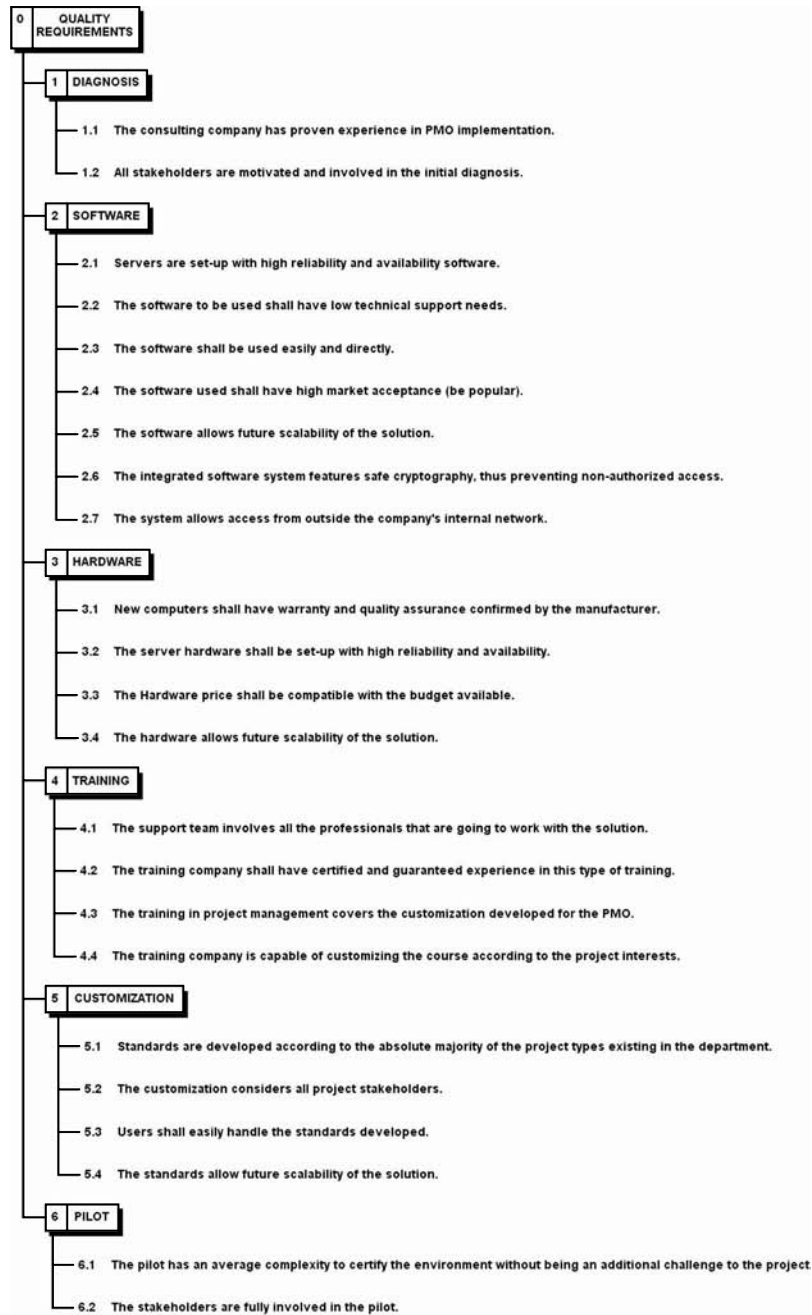 0 QUALITY
REQUIREMENTS
1 DIAGNOSIS
1.1 The consulting company has proven experience in PMO implementation.
1.2 All stakeholders are motivated and involved in the initial diagnosis.
2 SOFTWARE
2.1 Servers are set-up with high reliability and availability software.
2.2 The software to be used shall have low technical support needs.
2.3 The software shall be used easily and directly.
2.4 The software used shall have high market acceptance (be popular).
2.5 The software allows future scalability of the solution.
2.6 The integrated software system features safe cryptography, thus preventing non-authorized access.
2.7 The system allows access from outside the company's internal network.
3 HARDWARE
3.1 New computers shall have warranty and quality assurance confirmed by the manufacturer.
3.2 The server hardware shall be set-up with high reliability and availability.
3.3 The Hardware price shall be compatible with the budget available.
3.4 The hardware allows future scalability of the solution.
4 TRAINING
4.1 The support team involves all the professionals that are going to work with the solution.
4.2 The training company shall have certified and guaranteed experience in this type of training.
4.3 The training in project management covers the customization developed for the PMO.
4.4 The training company is capable of customizing the course according to the project interests.
5 CUSTOMIZATION
5.1 Standards are developed according to the absolute majority of the project types existing in the department.
5.2 The customization considers all project stakeholders.
5.3 Users shall easily handle the standards developed.
5.4 The standards allow future scalability of the solution.
6 PILOT
6.1 The pilot has an average complexity to certify the environment without being an additional challenge to the project.
6.2 The stakeholders are fully involved in the pilot.